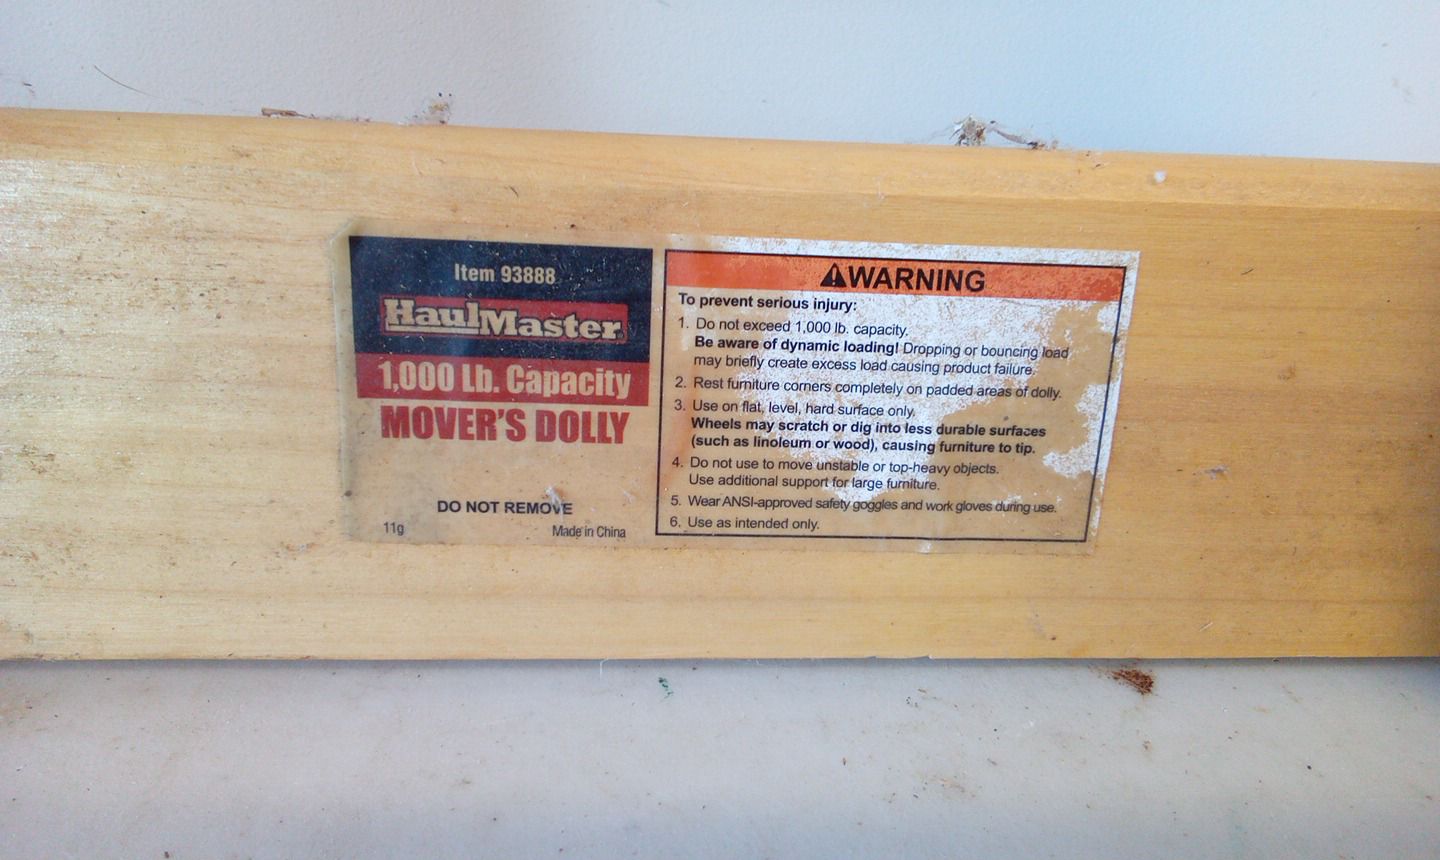 Item 93888
HaulMaster
1,000 Lb. Capacity
MOVER'S DOLLY
DO NOT REMOVE
11g
Made in China
WARNING
To prevent serious injury:
1. Do not exceed 1,000 lb. capacity.
Be aware of dynamic loading! Dropping or bouncing load
may briefly create excess load causing product failure.
2. Rest furniture corners completely on padded areas of dolly.
3. Use on flat, level, hard surface only.
Wheels may scratch or dig into less durable surfaces
(such as linoleum or wood), causing furniture to tip.
4. Do not use to move unstable or top-heavy objects.
Use additional support for large furniture.
5. Wear ANSI-approved safety goggles and work gloves during use.
6. Use as intended only.